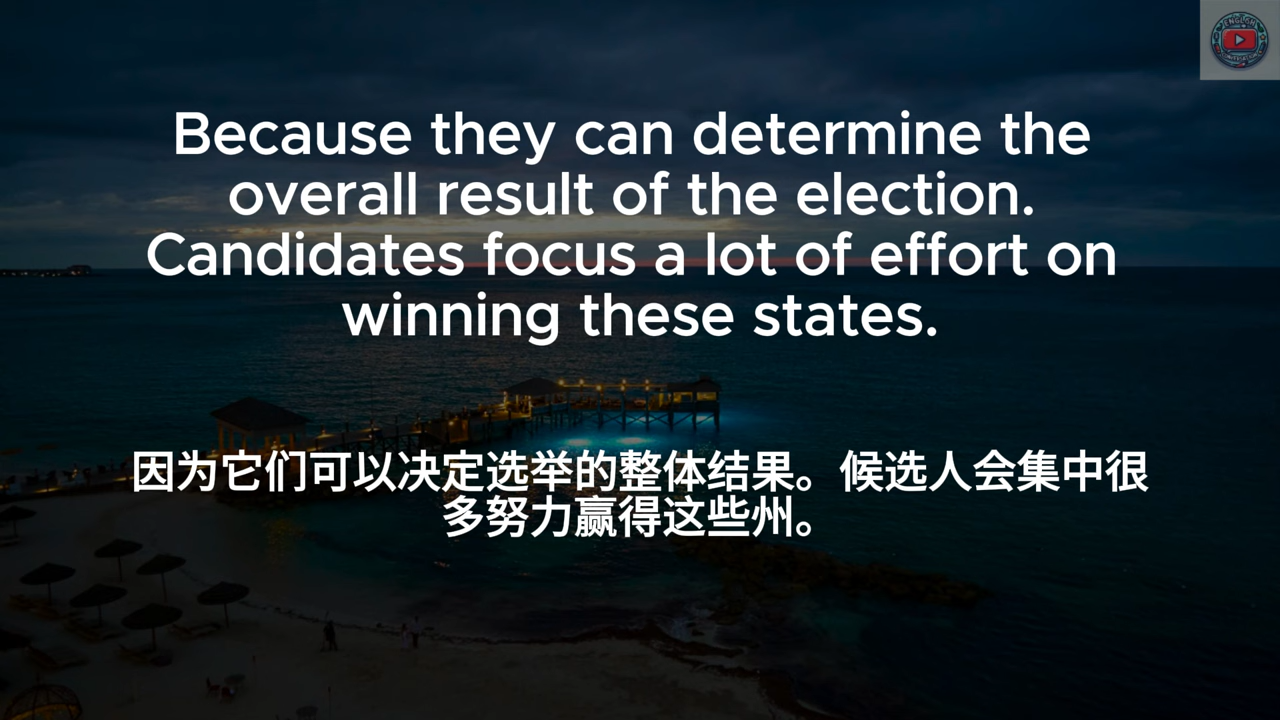 ENGLISH
CONVERSATION
Because they can determine the
overall result of the election.
Candidates focus a lot of effort on
winning these states.
因为它们可以决定选举的整体结果。候选人会集中很
多努力赢得这些州。